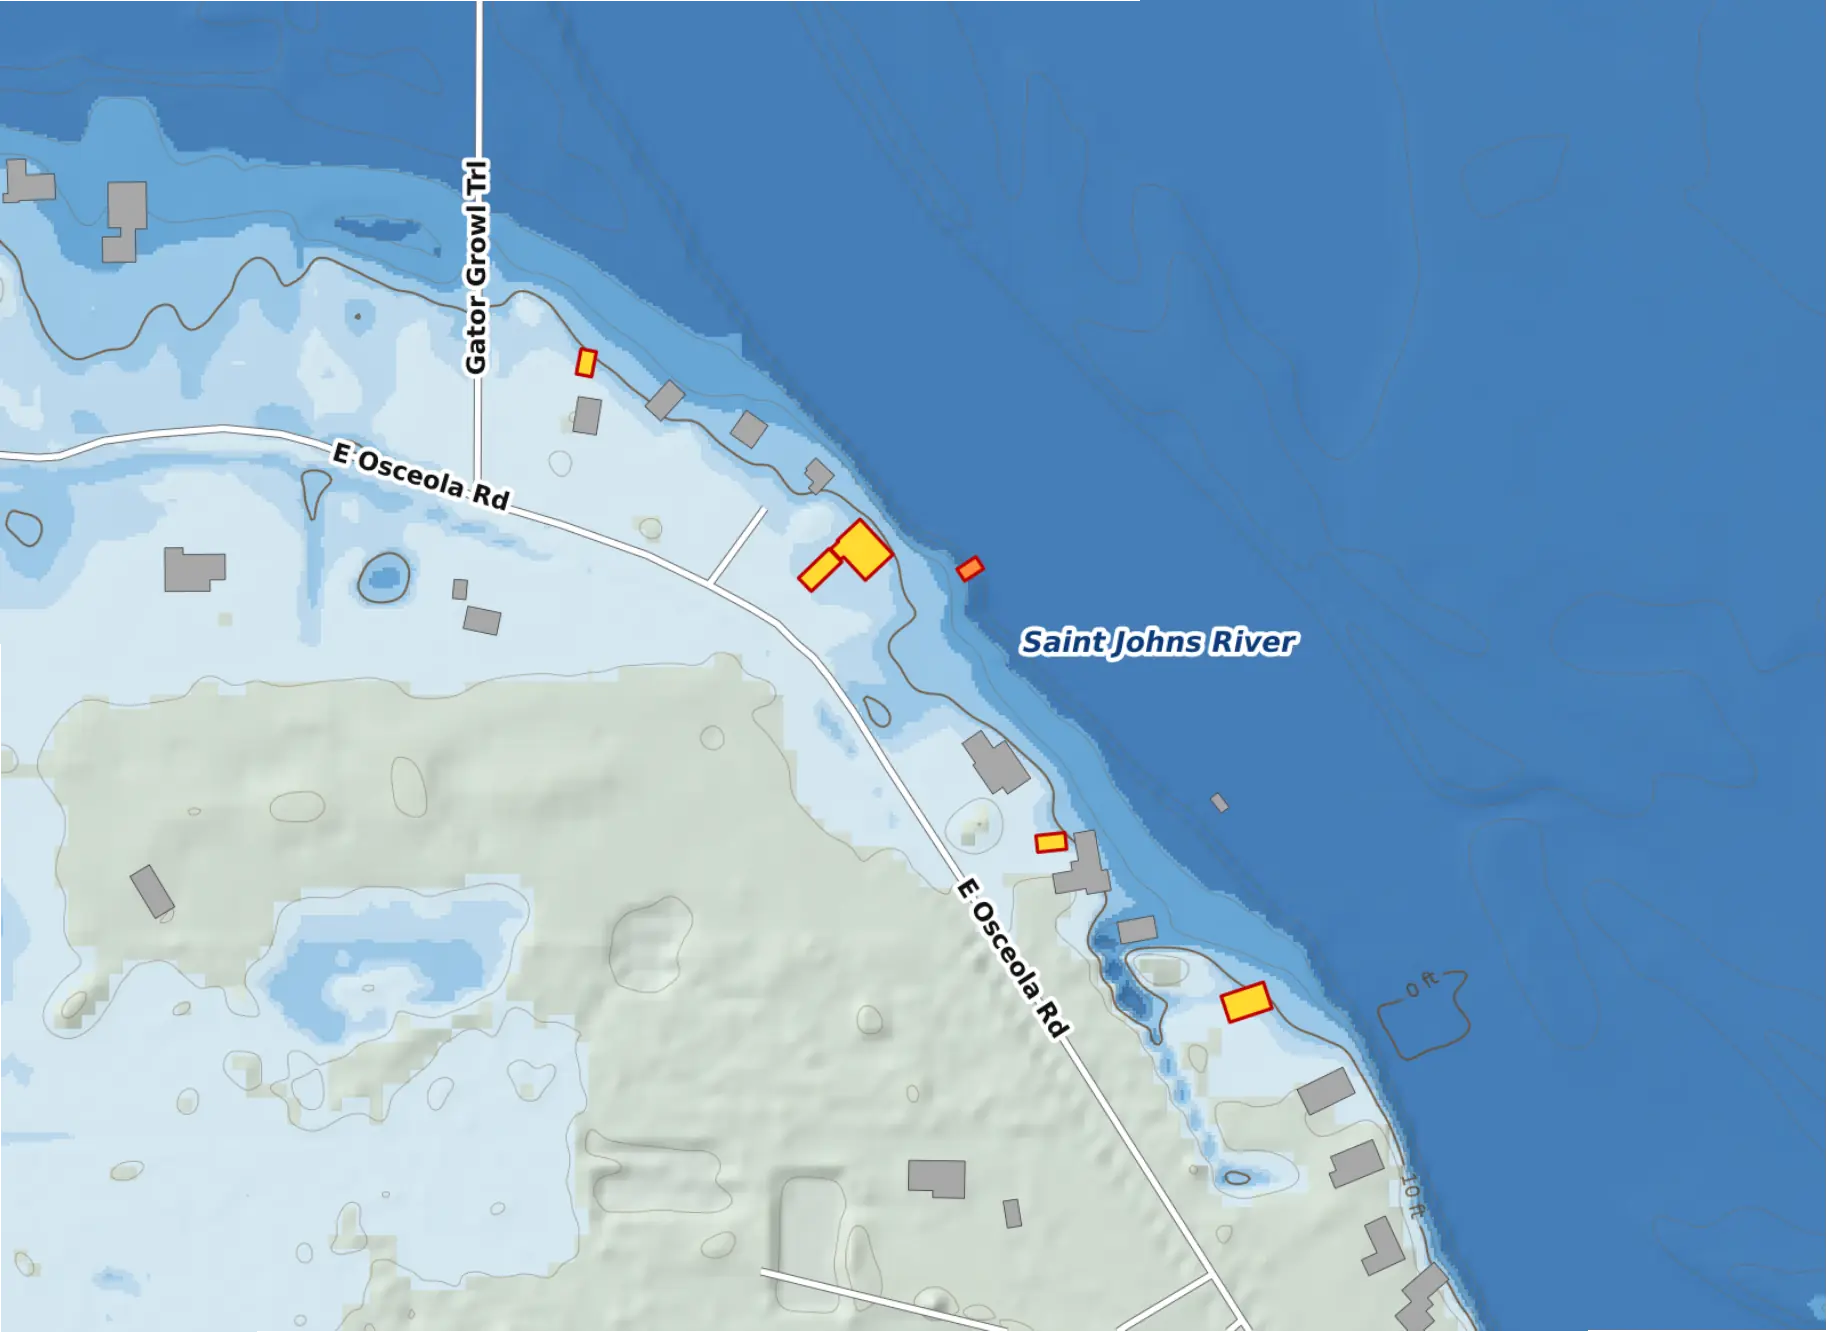 Gator Growl Trl
E Osceola Rd
Saint Johns River
E Osceola Rd
0 ft
10 ft